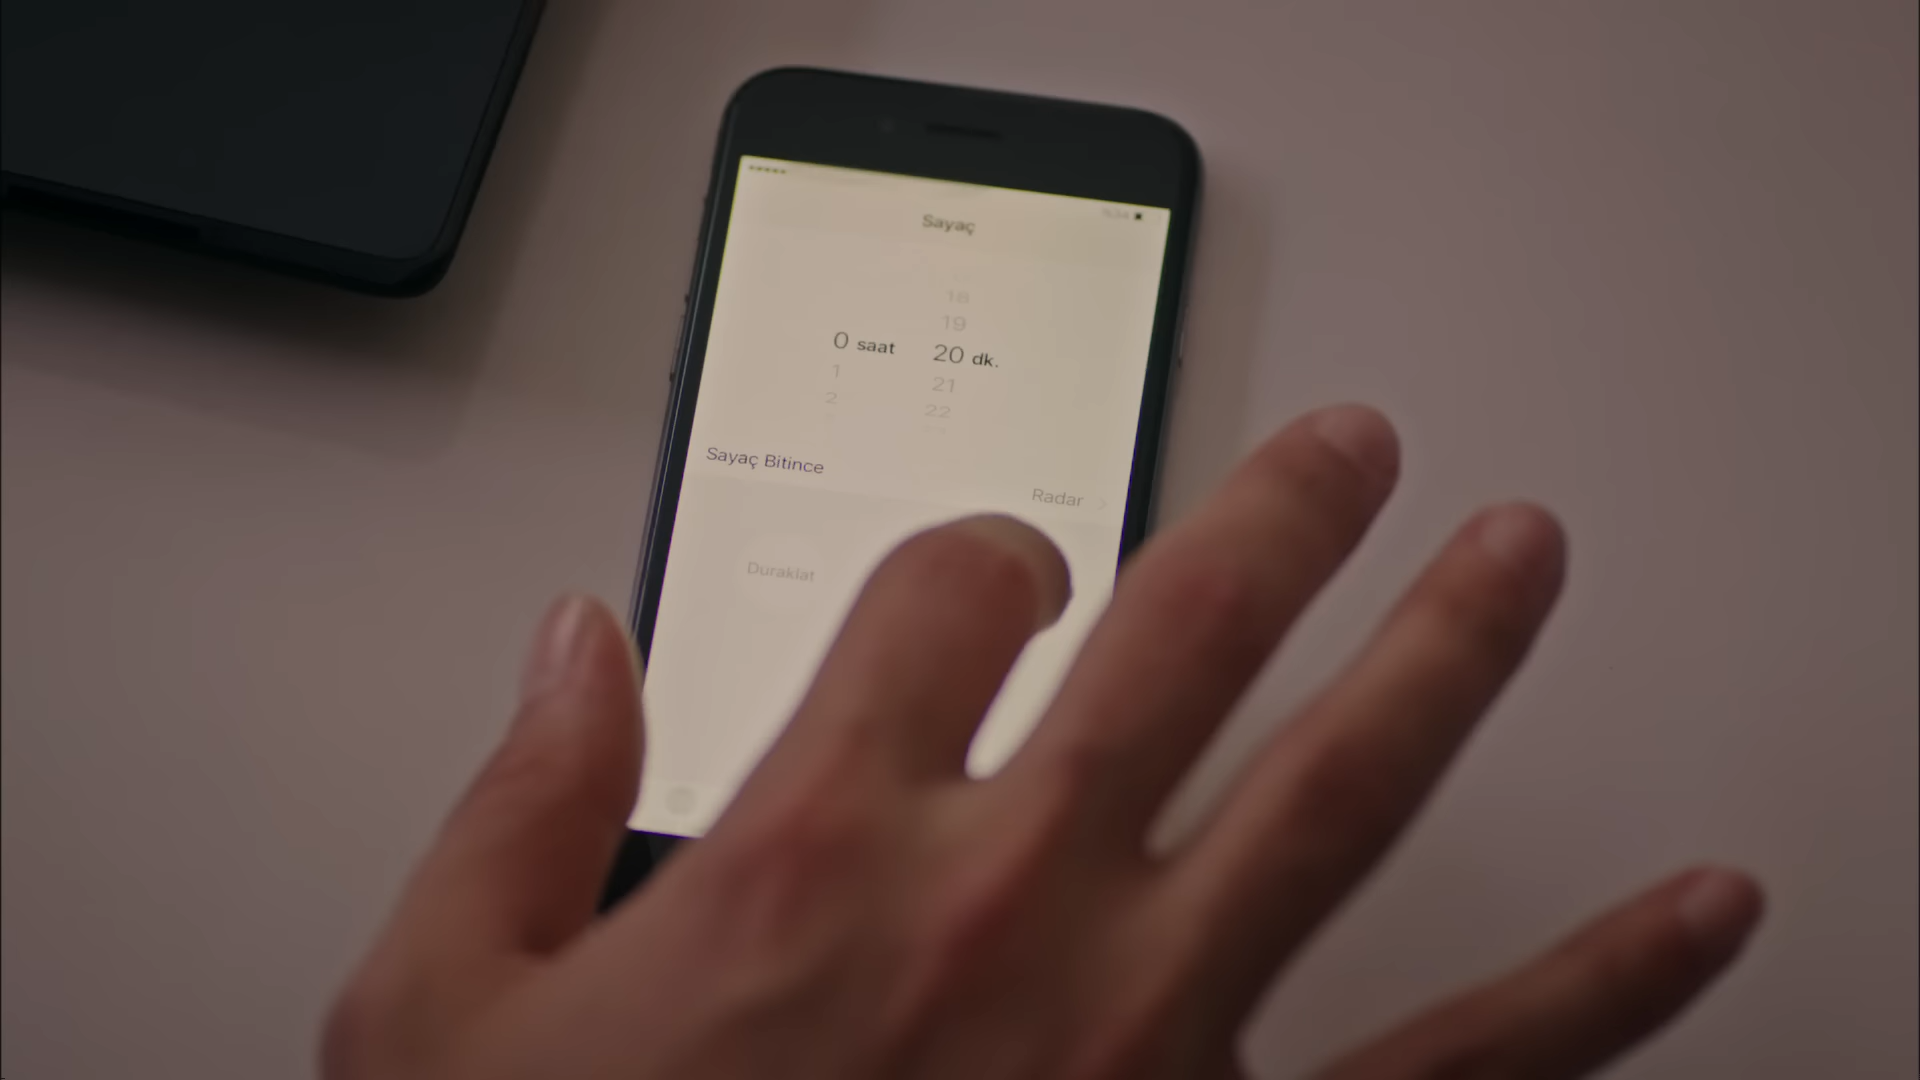 Sayaç
18
19
0 saat 20 dk.
1 21
2 22
Sayaç Bitince
Radar
Duraklat